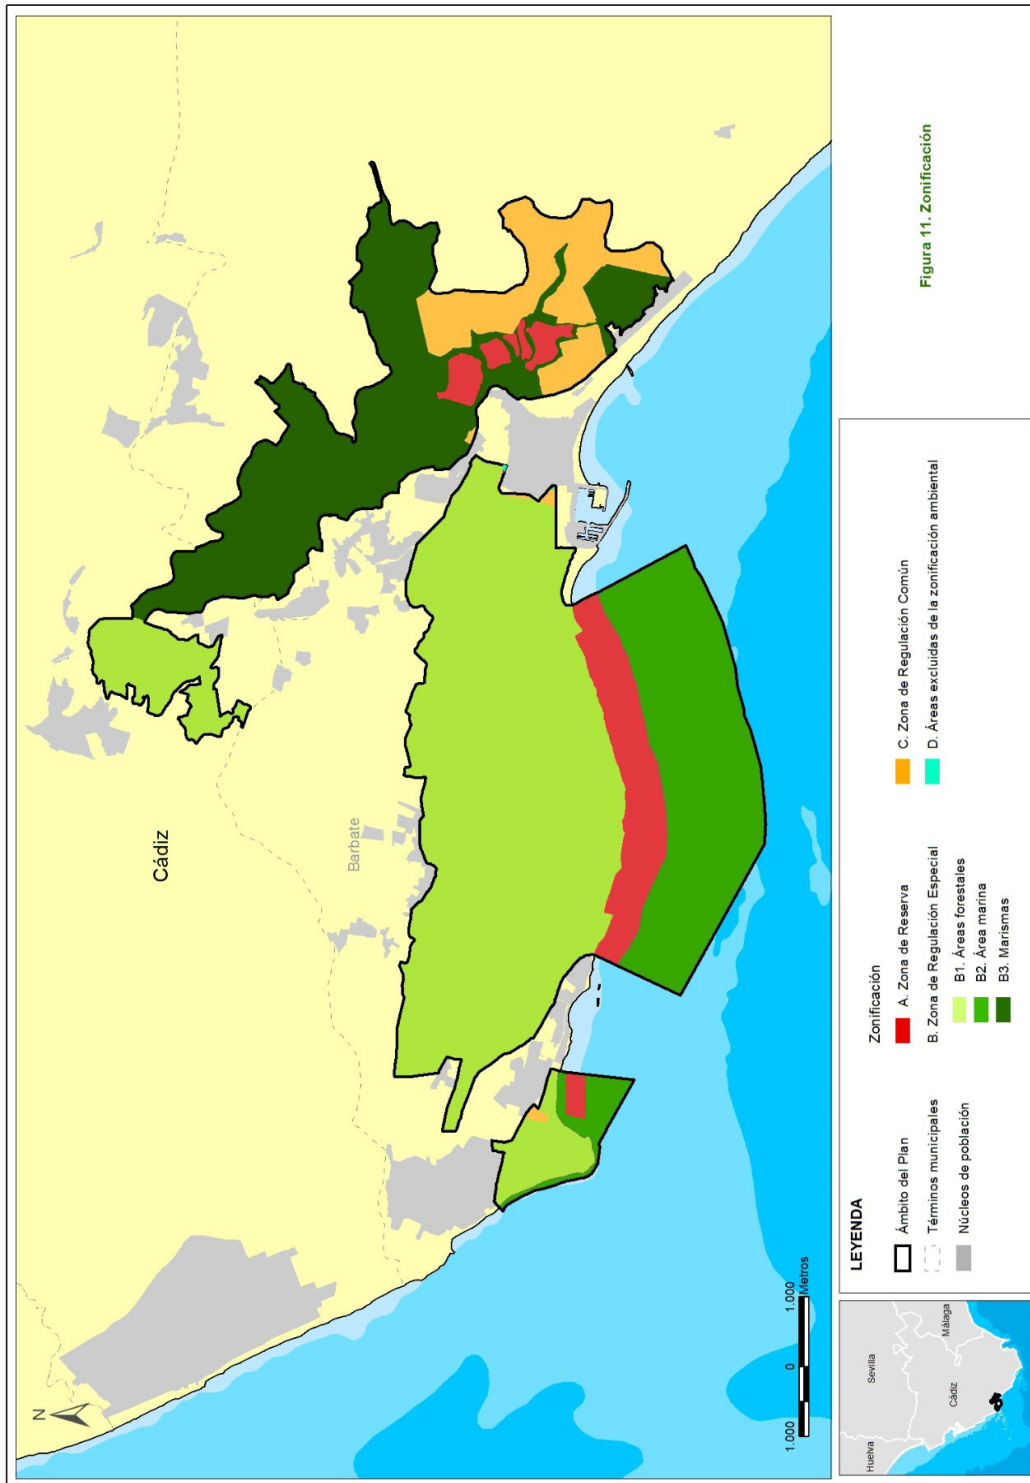 N
Cádiz
Barbate
1.000
0
1.000
Metros
Huelva
Sevilla
Cádiz
Málaga
LEYENDA
Ámbito del Plan
Términos municipales
Núcleos de población
Zonificación
A. Zona de Reserva
B. Zona de Regulación Especial
B1. Áreas forestales
B2. Área marina
B3. Marismas
C. Zona de Regulación Común
D. Áreas excluidas de la zonificación ambiental
Figura 11. Zonificación